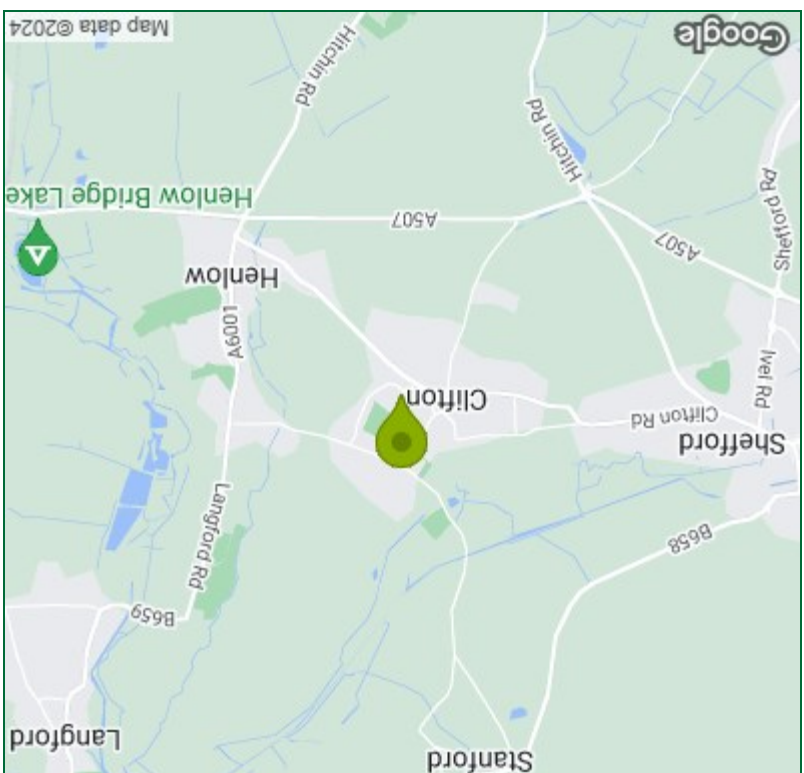 Stanford
Langford
B659
B658
Langford Rd
Shefford
Clifton Rd
Clifton
Ivel Rd
A6001
Henlow
Shefford Rd
A507
A507
Henlow Bridge Lake
Hitchin Rd
Hitchin Rd
Google
Map data ©2024